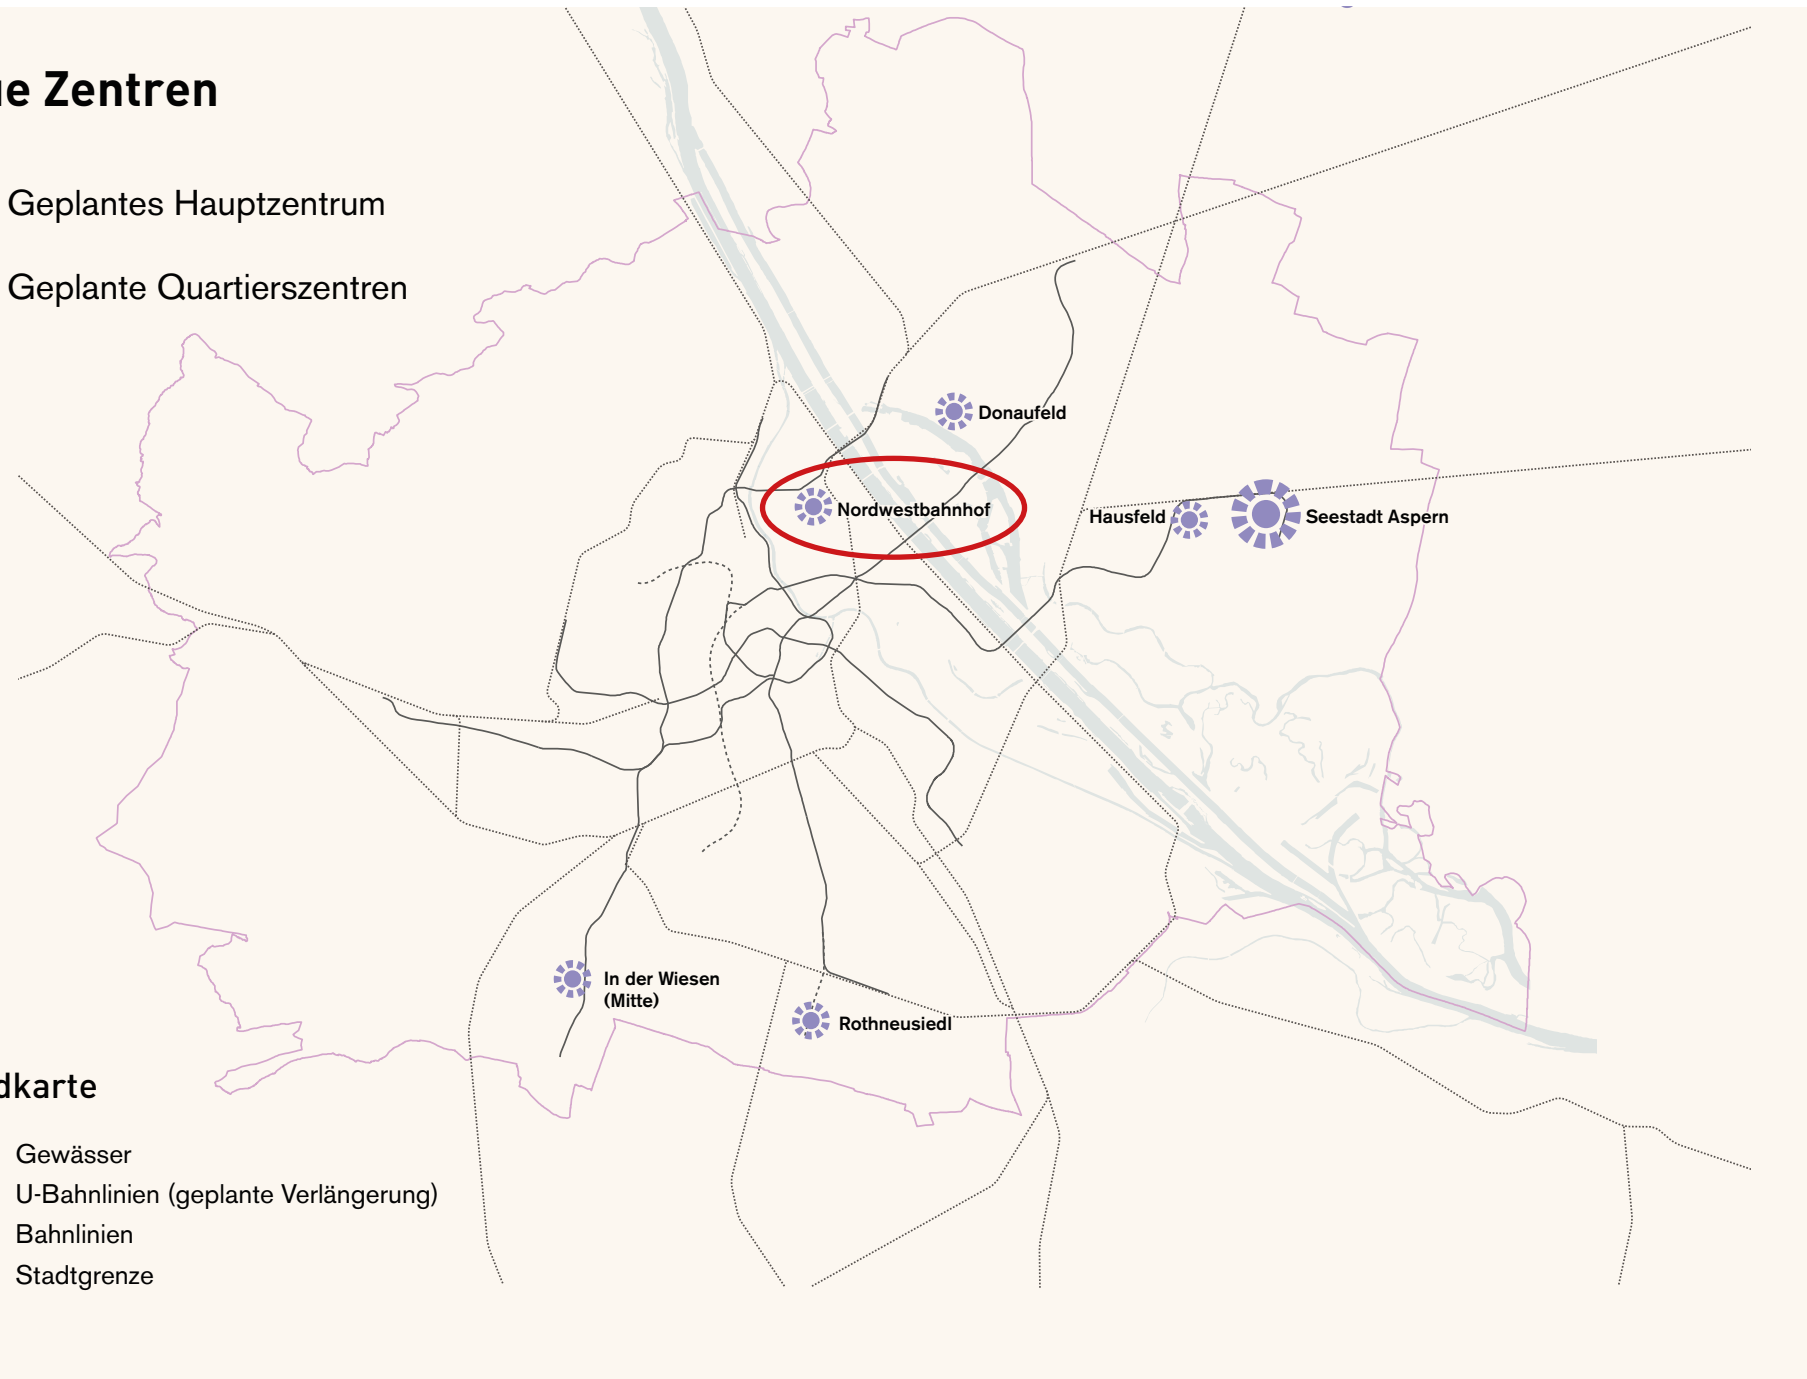 Zentren
Geplantes Hauptzentrum
Geplante Quartierszentren
Donaufeld
Nordwestbahnhof
Hausfeld
Seestadt Aspern
In der Wiesen
(Mitte)
Rothneusiedl
dkarte
Gewässer
U-Bahnlinien (geplante Verlängerung)
Bahnlinien
Stadtgrenze